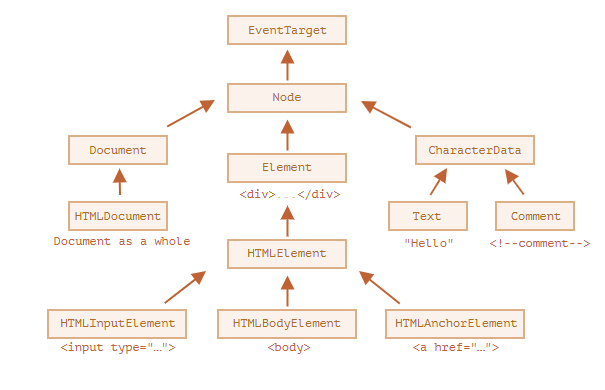 EventTarget
Node
Document
Element
CharacterData
<div>...</div>
HTMLDocument
Text
Comment
Document as a whole
"Hello"
<!--comment-->
HTMLElement
HTMLInputElement
HTMLBodyElement
HTMLAnchorElement
<input type="…">
<body>
<a href="…">